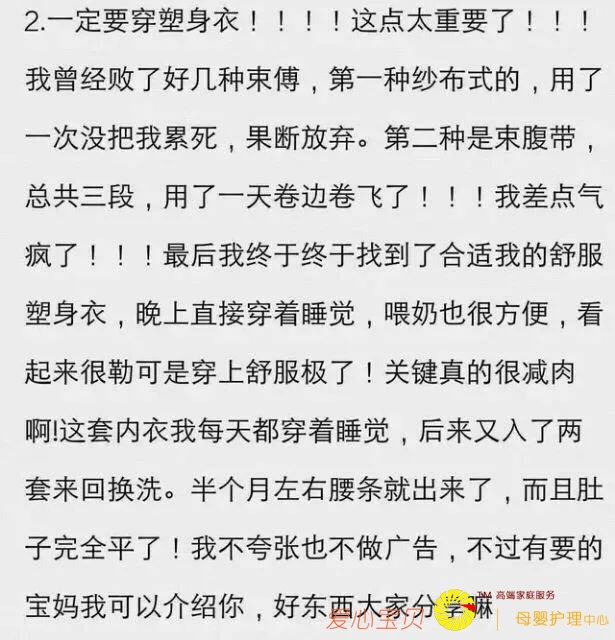 2.一定要穿塑身衣！！！！这点太重要了！！！
我曾经败了好几种束傅，第一种纱布式的，用了
一次没把我累死，果断放弃。第二种是束腹带，
总共三段，用了一天卷边卷飞了！！！我差点气
疯了！！！最后我终于终于找到了合适我的舒服
塑身衣，晚上直接穿着睡觉，喂奶也很方便，看
起来很勒可是穿上舒服极了！关键真的很减肉
啊!这套内衣我每天都穿着睡觉，后来又入了两
套来回换洗。半个月左右腰条就出来了，而且肚
子完全平了！我不夸张也不做广告，不过有要的
宝妈我可以介绍你，好东西大家分享嘛
爱心宝贝
TM 高端家庭服务
母婴护理中心